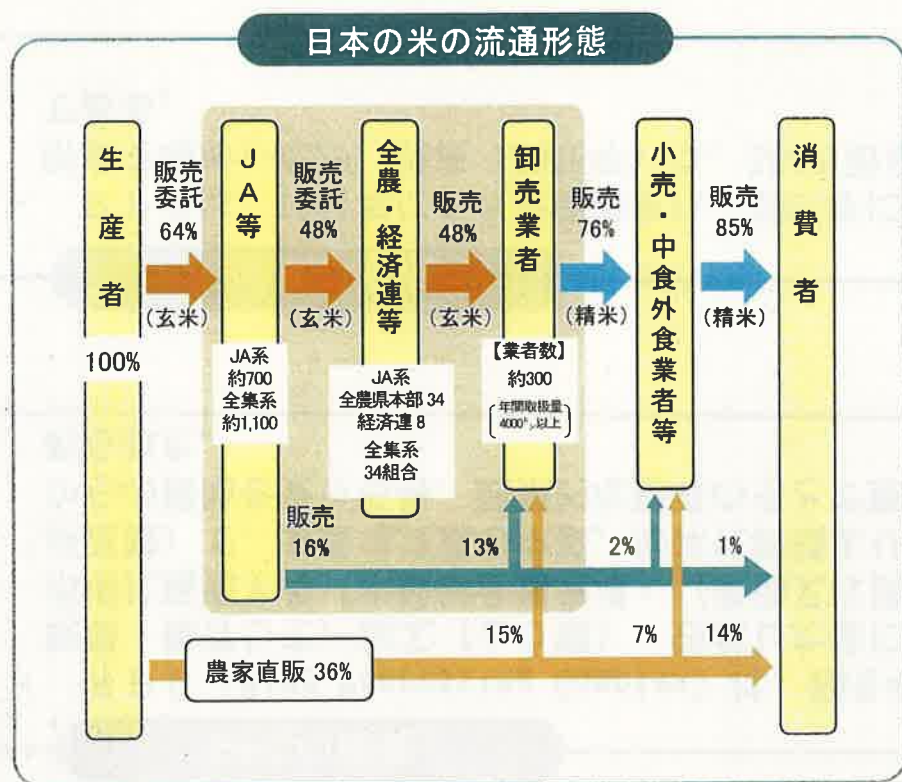 日本の米の流通形態
生産者
100%
販売
委託
64%
(玄米)
JA等
JA系
約700
全集系
約1,100
販売
委託
48%
(玄米)
全農・経済連等
JA系
全農県本部 34
経済連 8
全集系
34組合
販売
48%
(玄米)
卸売業者
【業者数】
約300
年間取扱量
4000㌧以上
販売
76%
(精米)
小売・中食外食業者等
販売
85%
(精米)
消費者
販売
16%
13%
2%
1%
農家直販 36%
15%
7%
14%